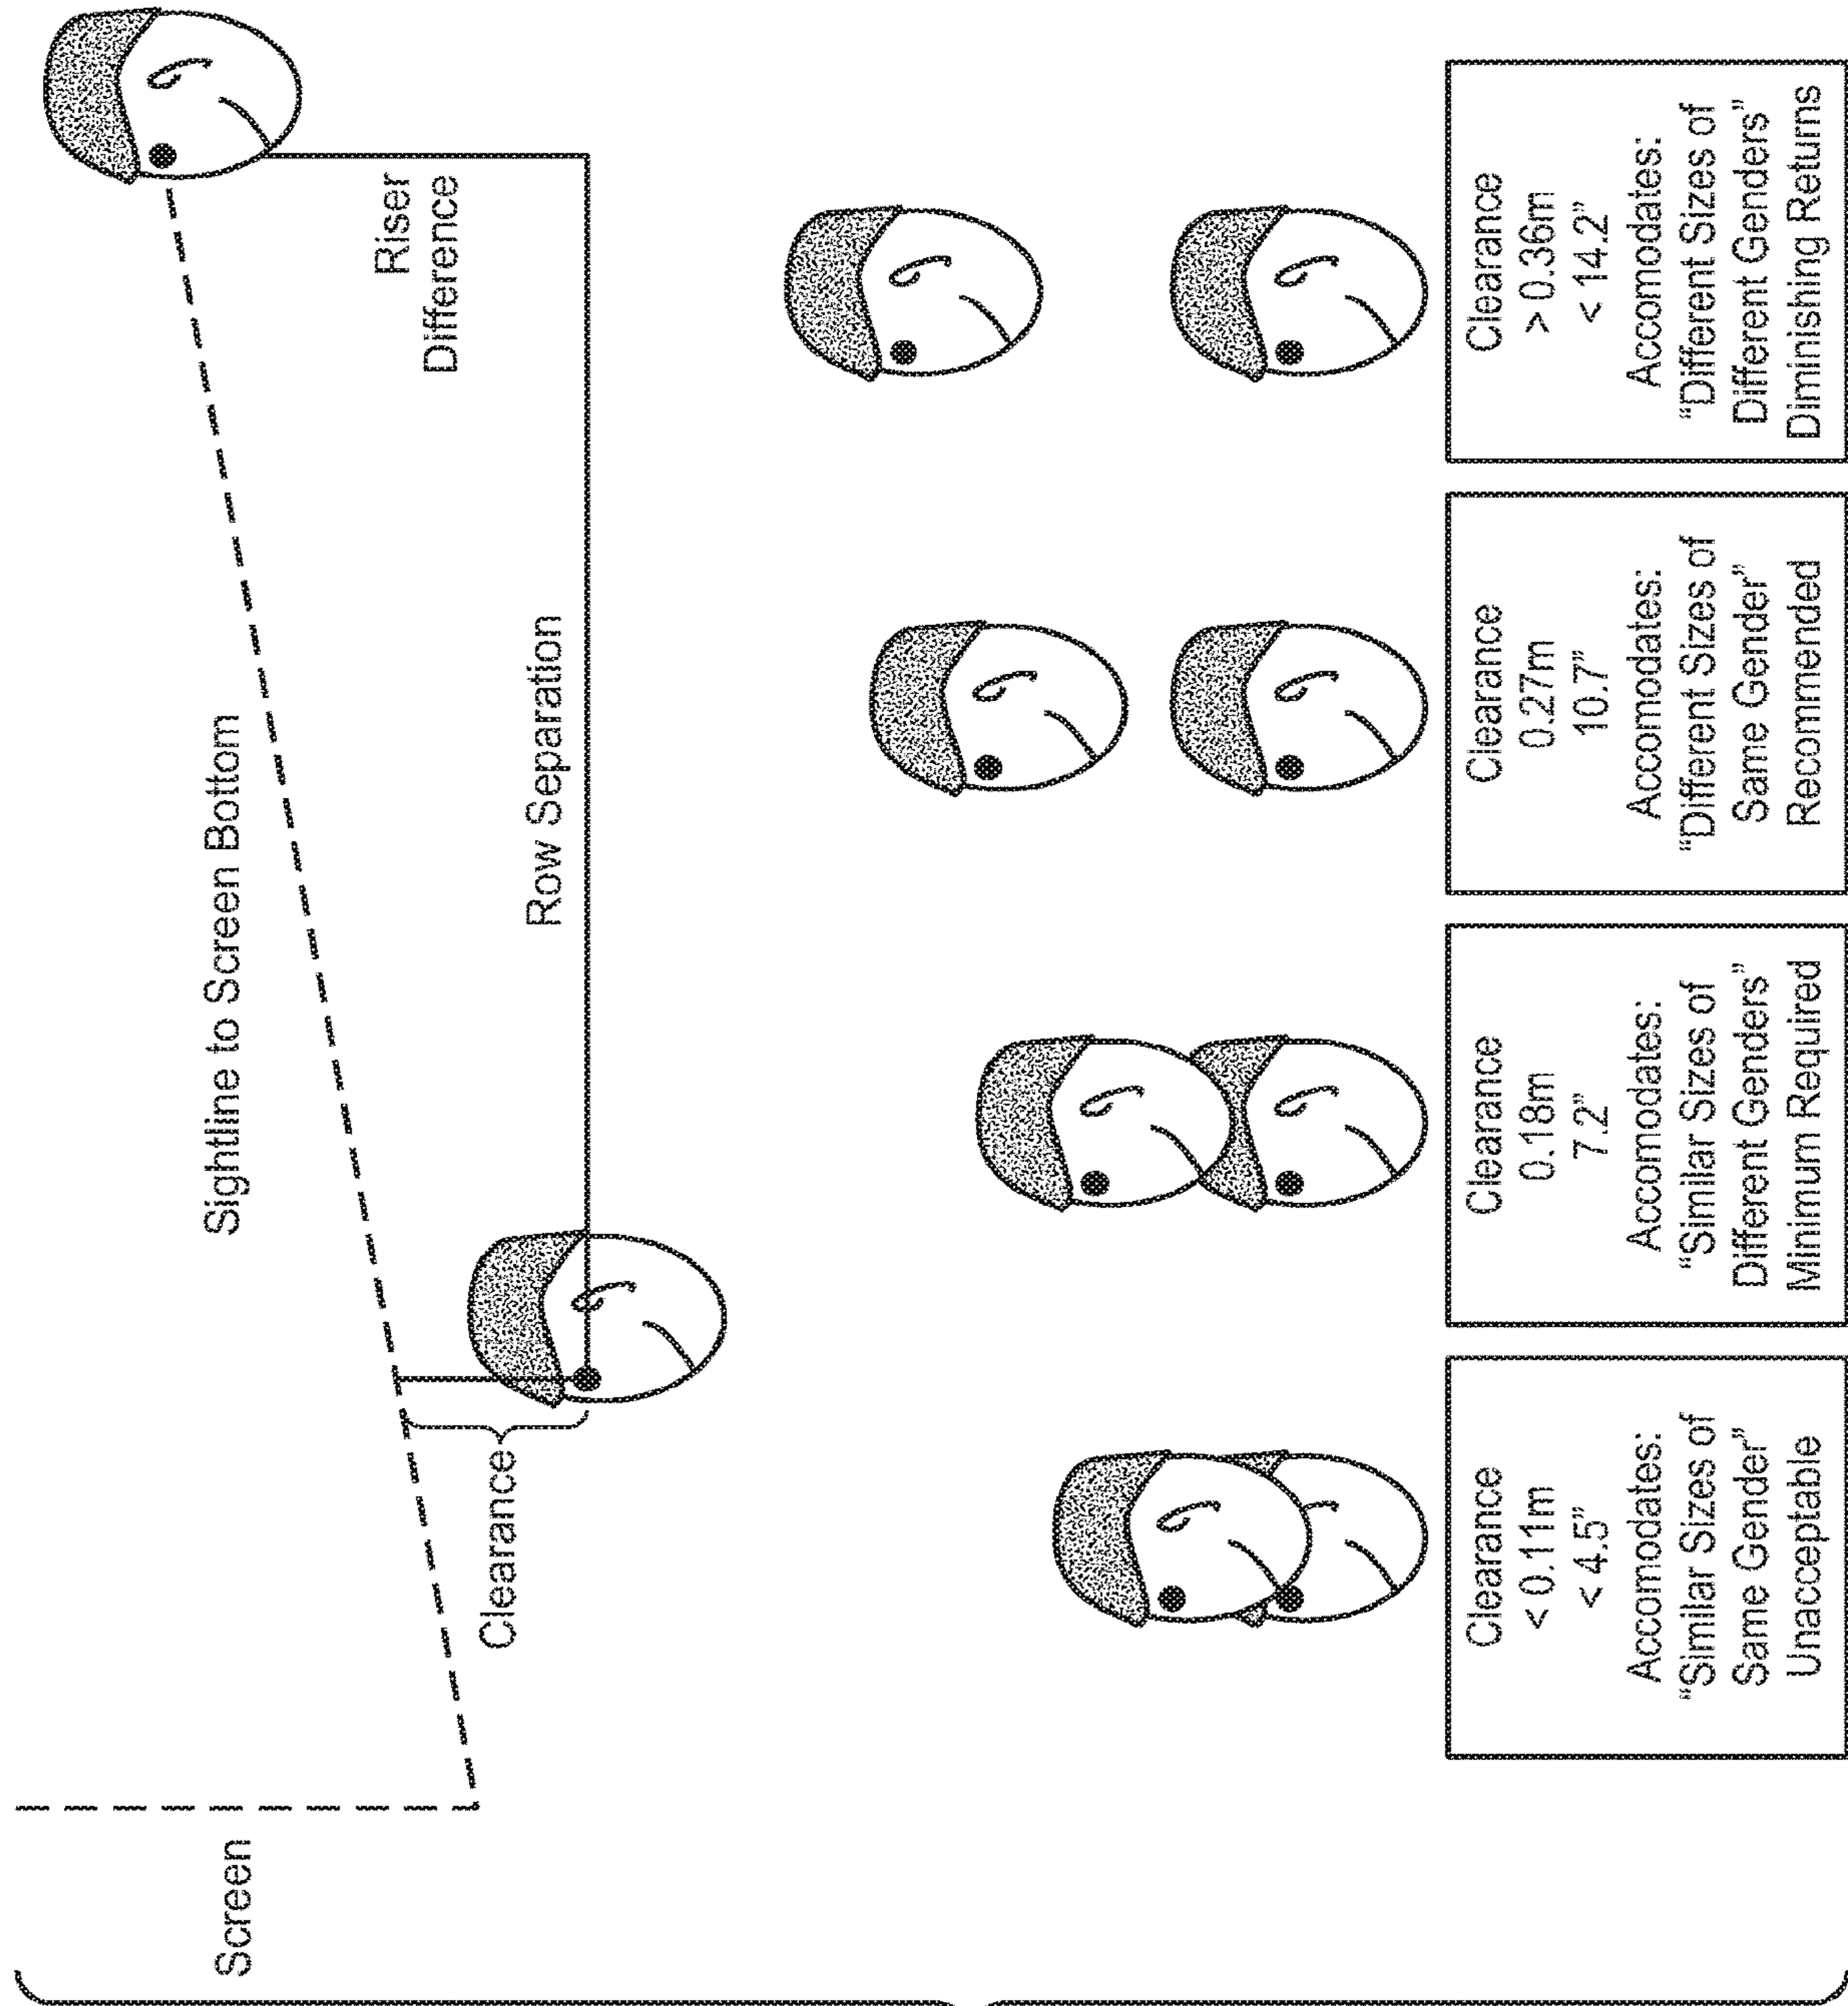 Screen
Sightline to Screen Bottom
Riser
Difference
Clearance
Row Separation
Clearance
< 0.11m
< 4.5”
Accomodates:
“Similar Sizes of
Same Gender”
Unacceptable
Clearance
0.18m
7.2”
Accomodates:
“Similar Sizes of
Different Genders”
Minimum Required
Clearance
0.27m
10.7”
Accomodates:
“Different Sizes of
Same Gender”
Recommended
Clearance
> 0.36m
< 14.2”
Accomodates:
“Different Sizes of
Different Genders”
Diminishing Returns